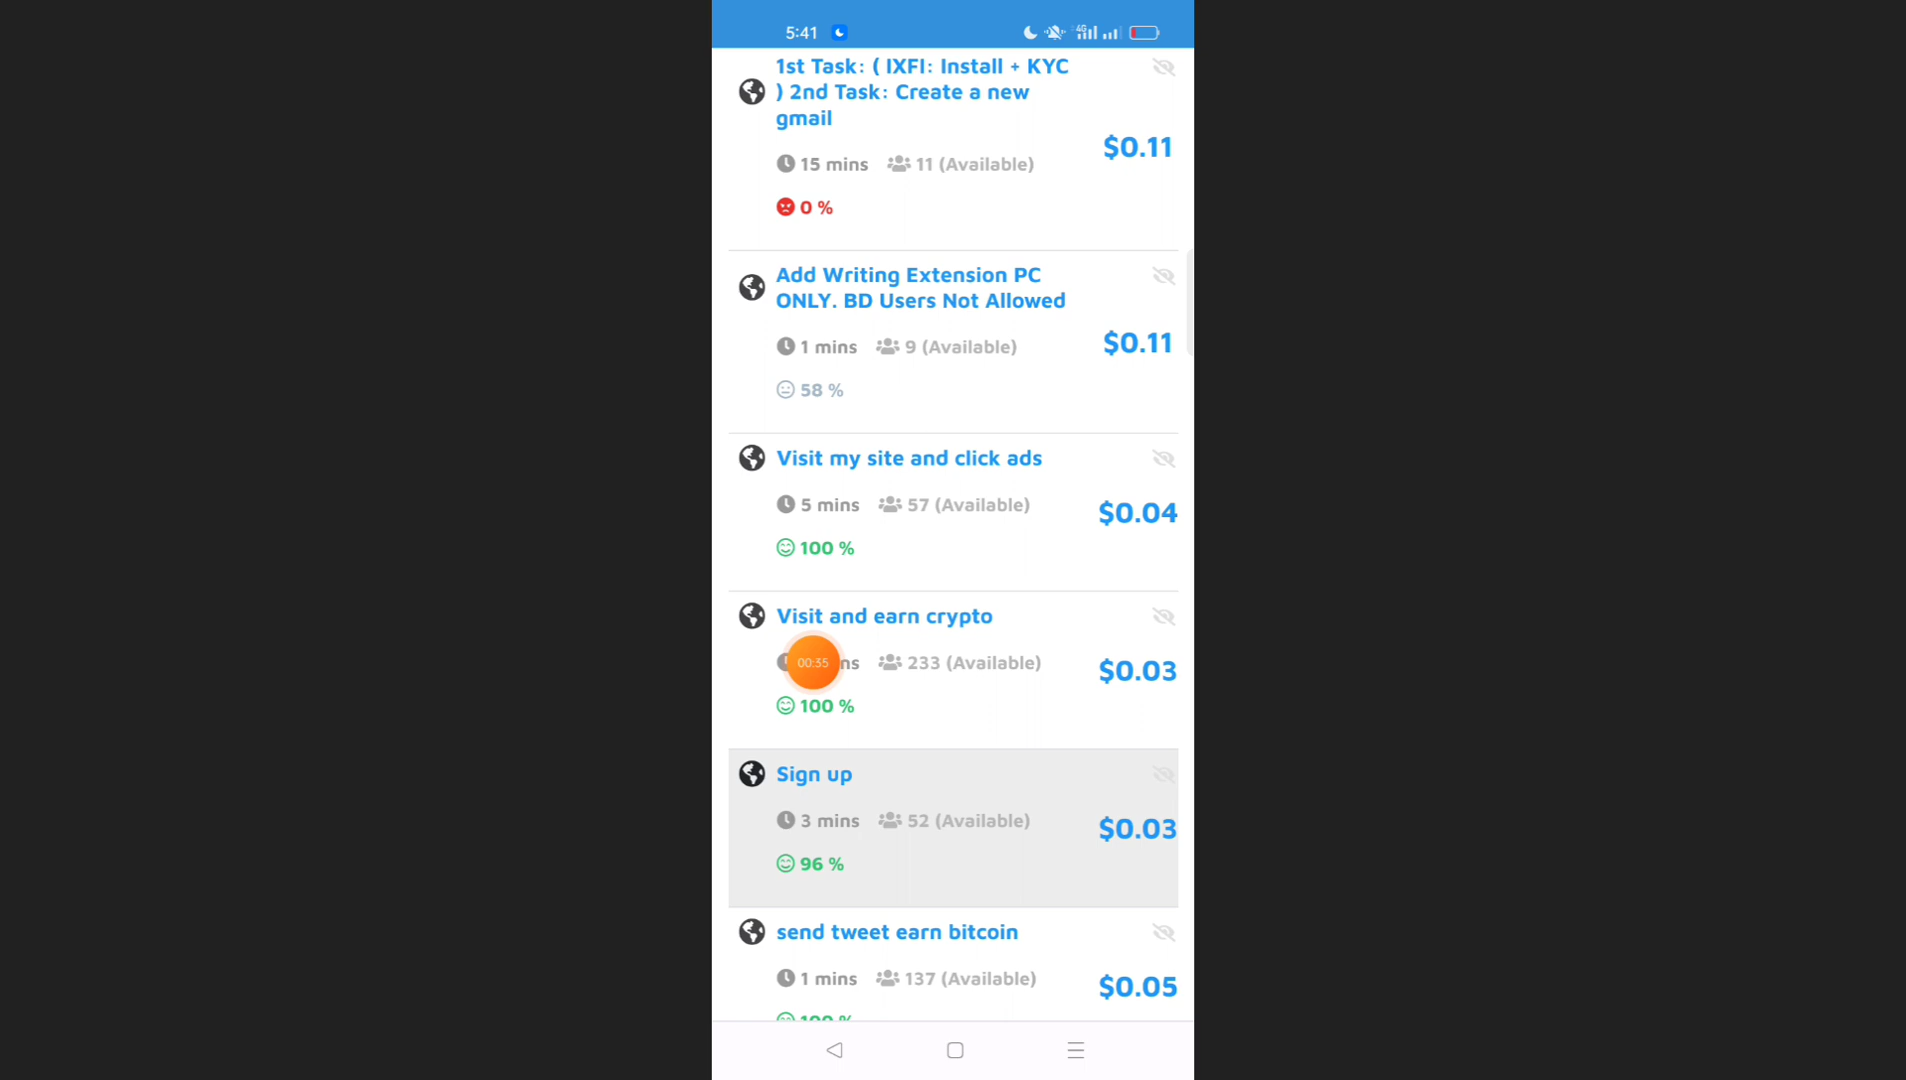 5:41
4G
1st Task: ( IXFI: Install + KYC
) 2nd Task: Create a new
gmail
$0.11
15 mins 11 (Available)
0 %
Add Writing Extension PC
ONLY. BD Users Not Allowed
$0.11
1 mins 9 (Available)
58 %
Visit my site and click ads
5 mins 57 (Available)
$0.04
100 %
Visit and earn crypto
00:35 233 (Available)
$0.03
100 %
Sign up
3 mins 52 (Available)
$0.03
96 %
send tweet earn bitcoin
1 mins 137 (Available)
$0.05
100 %